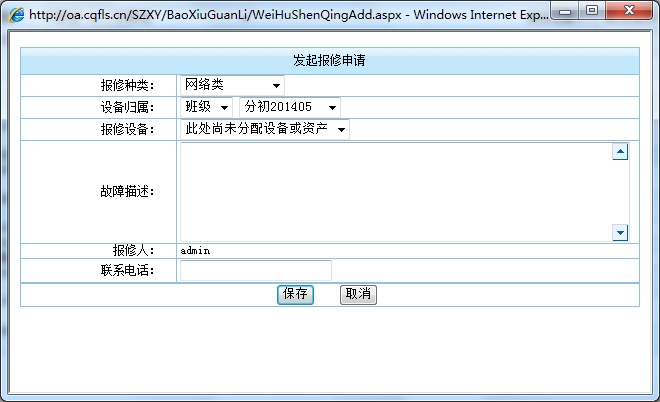 http://oa.cqfls.cn/SZXY/BaoXiuGuanLi/WeiHuShenQingAdd.aspx - Windows Internet Exp...
发起报修申请
报修种类： 网络类
设备归属： 班级 分初201405
报修设备： 此处尚未分配设备或资产
故障描述：
报修人： admin
联系电话：
保存 取消